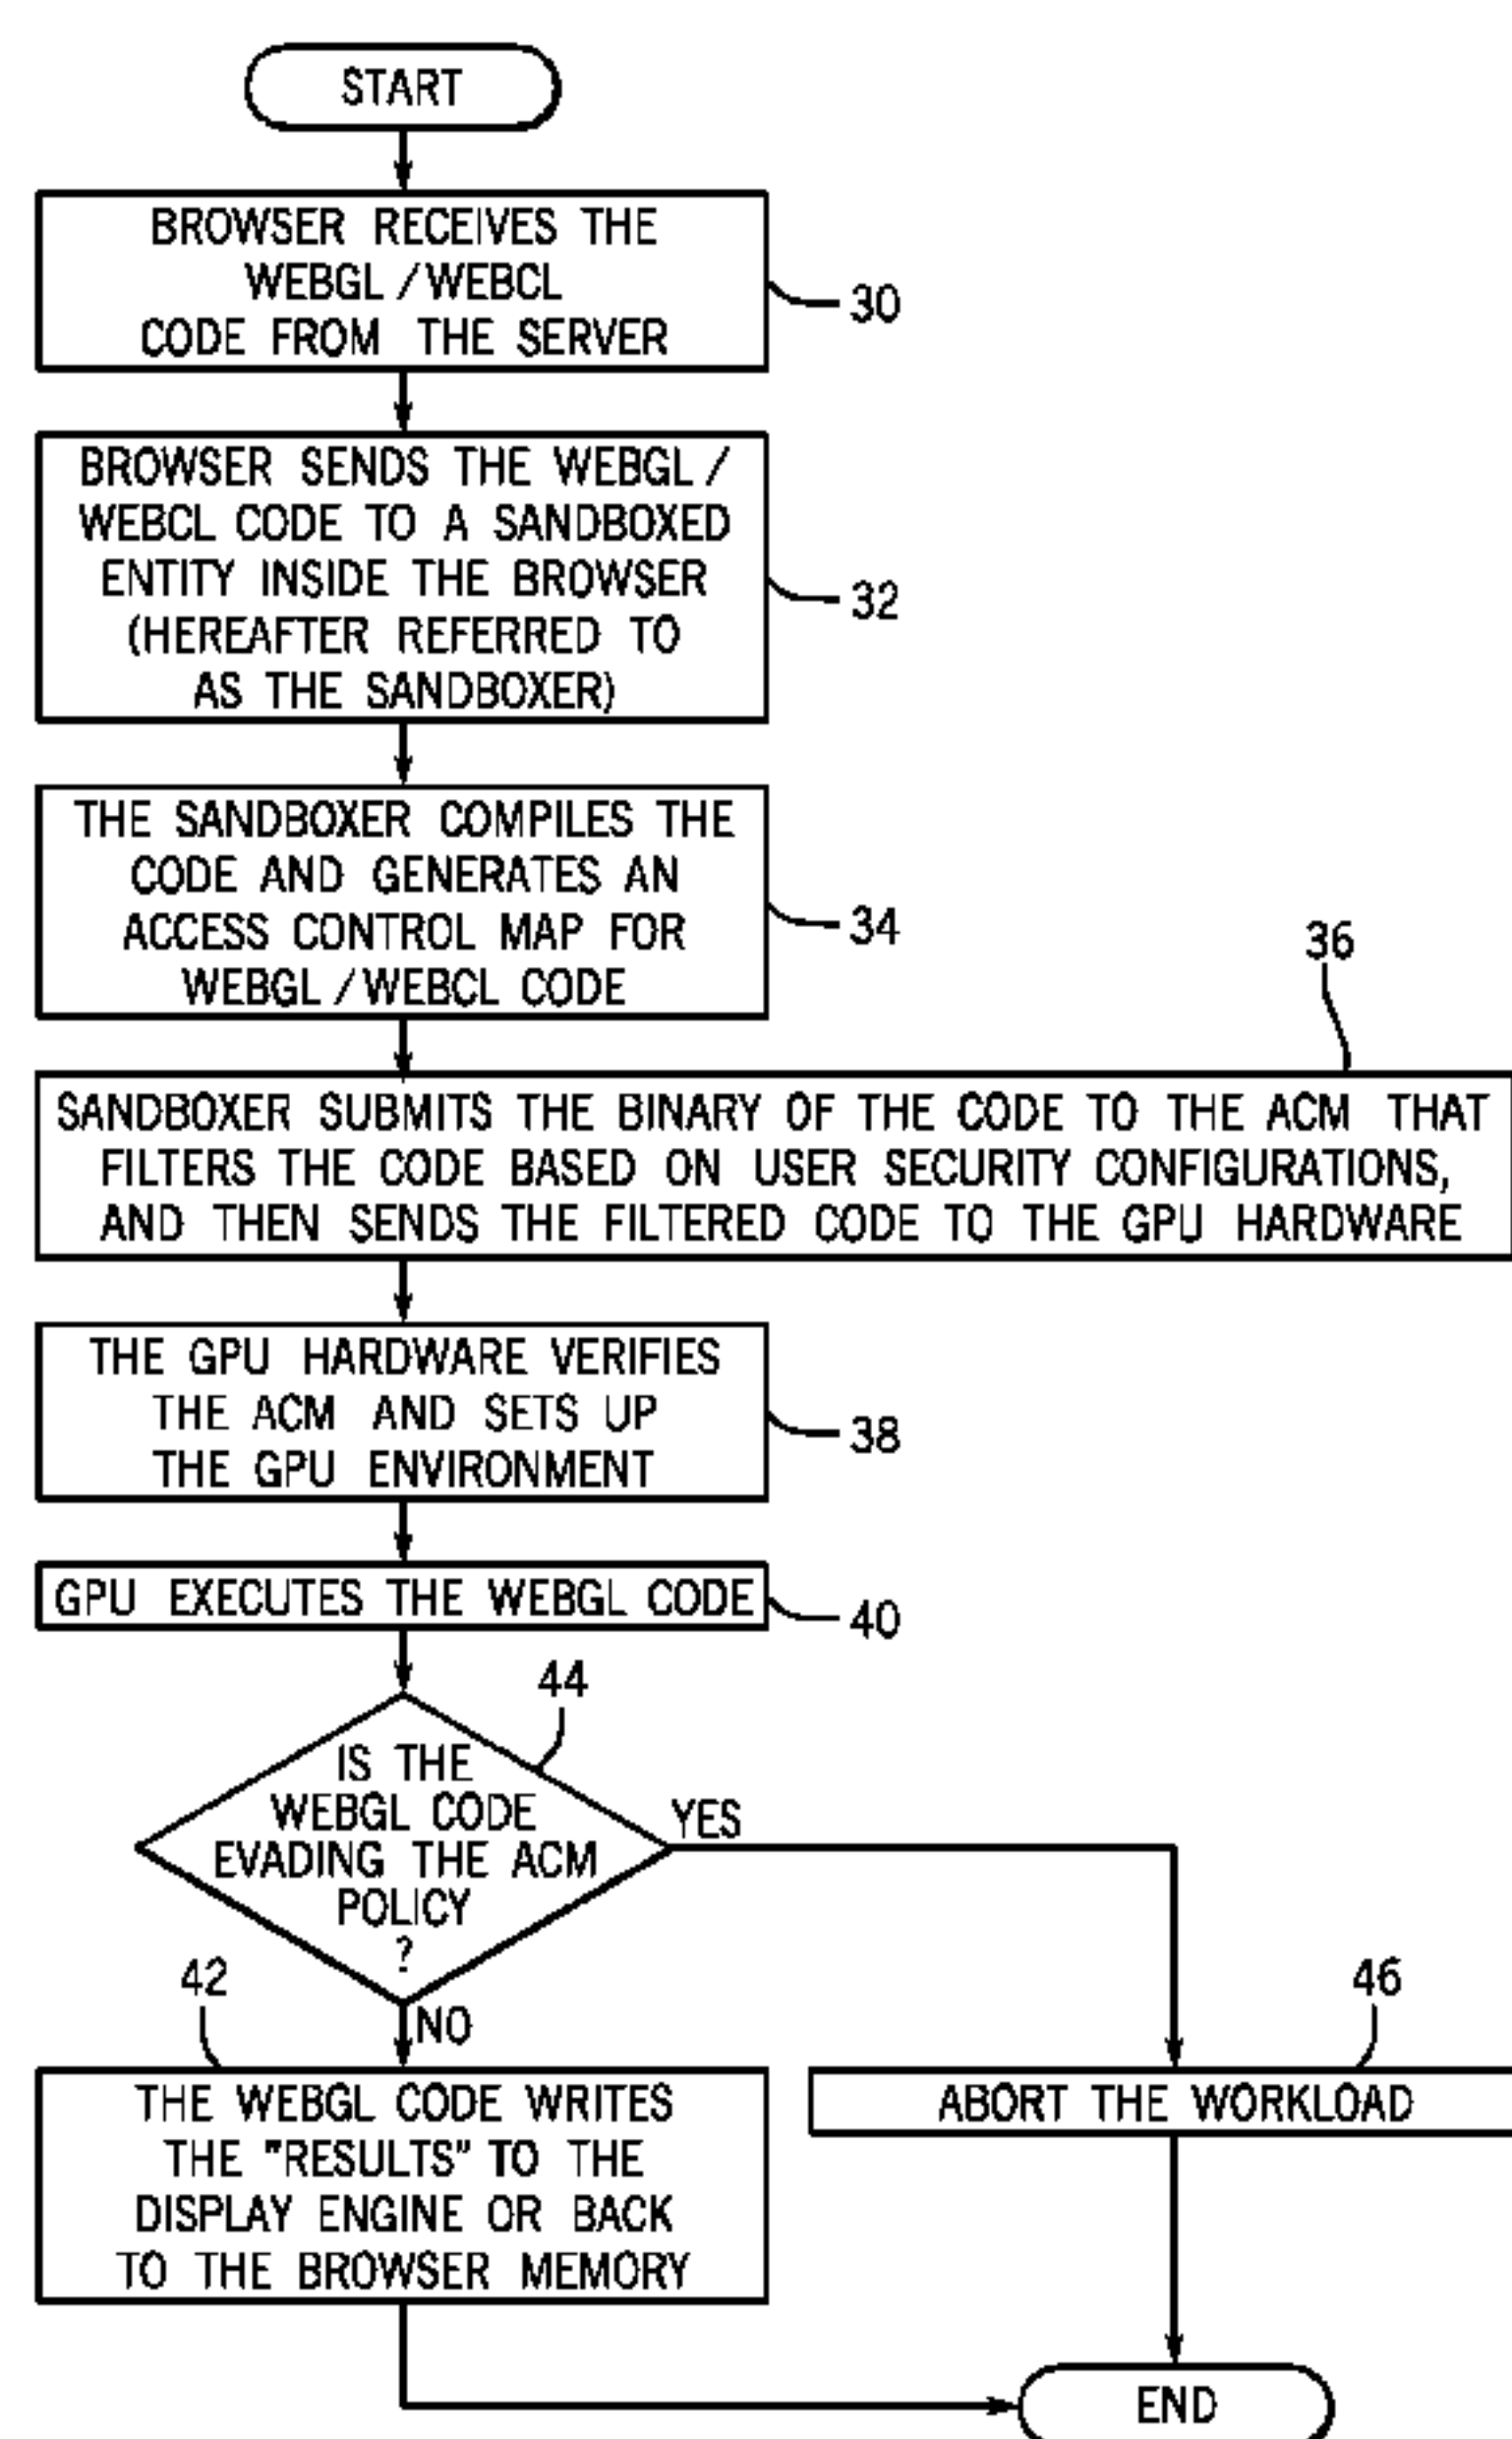 START
BROWSER RECEIVES THE
WEBGL/WEBCL
CODE FROM THE SERVER
30
BROWSER SENDS THE WEBGL/
WEBCL CODE TO A SANDBOXED
ENTITY INSIDE THE BROWSER
(HEREAFTER REFERRED TO
AS THE SANDBOXER)
32
THE SANDBOXER COMPILES THE
CODE AND GENERATES AN
ACCESS CONTROL MAP FOR
WEBGL/WEBCL CODE
34
36
SANDBOXER SUBMITS THE BINARY OF THE CODE TO THE ACM THAT
FILTERS THE CODE BASED ON USER SECURITY CONFIGURATIONS,
AND THEN SENDS THE FILTERED CODE TO THE GPU HARDWARE
THE GPU HARDWARE VERIFIES
THE ACM AND SETS UP
THE GPU ENVIRONMENT
38
GPU EXECUTES THE WEBGL CODE
40
44
IS THE
WEBGL CODE
EVADING THE ACM
POLICY
?
YES
NO
42
THE WEBGL CODE WRITES
THE "RESULTS" TO THE
DISPLAY ENGINE OR BACK
TO THE BROWSER MEMORY
46
ABORT THE WORKLOAD
END